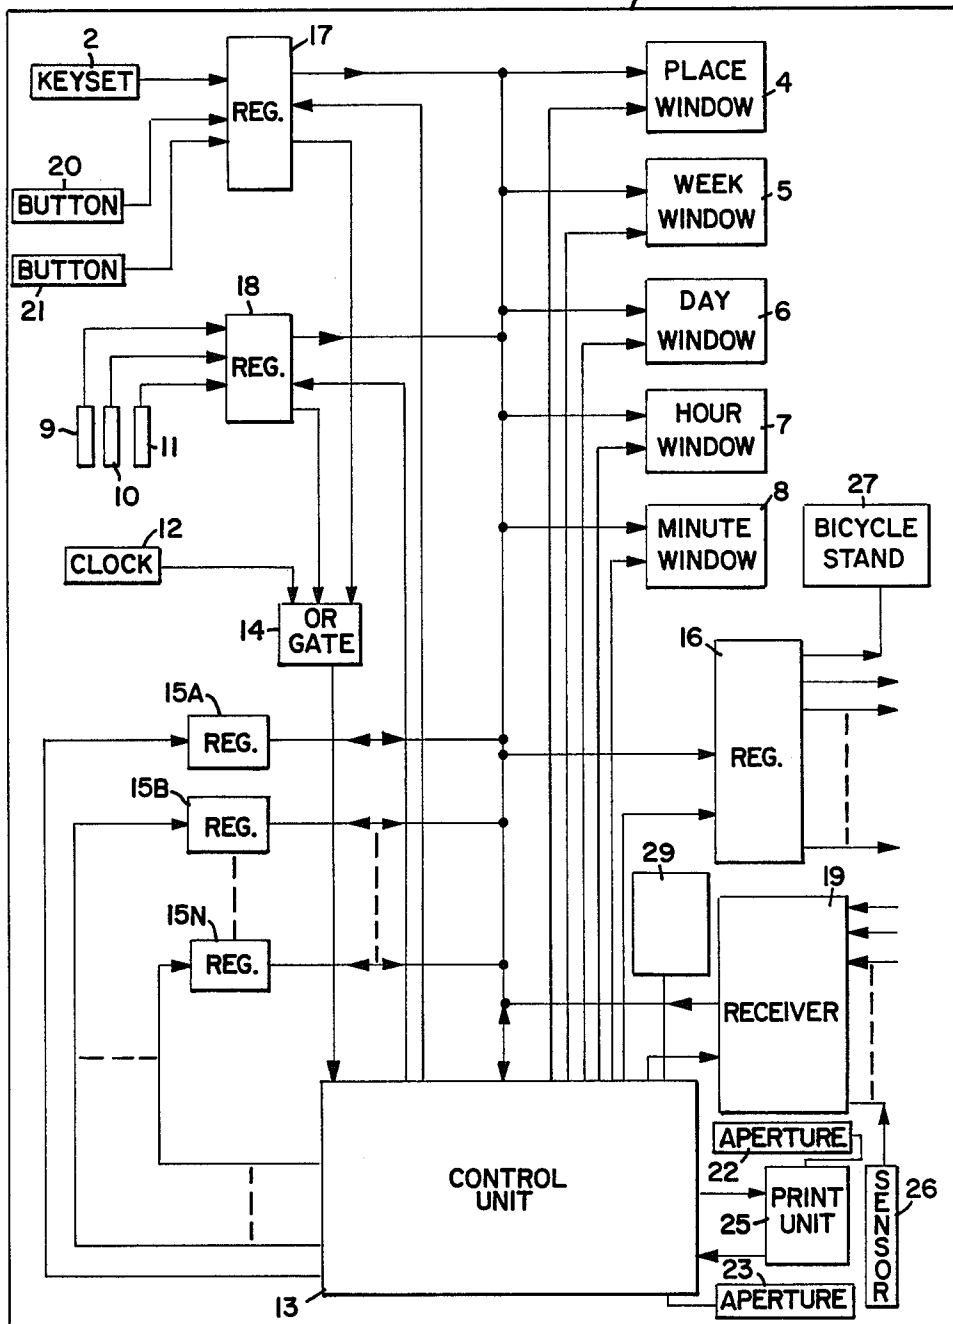 2
KEYSET
20
BUTTON
BUTTON
21
17
REG.
18
REG.
9
10
11
12
CLOCK
14
OR
GATE
15A
REG.
15B
REG.
15N
REG.
PLACE
WINDOW
4
WEEK
WINDOW
5
DAY
WINDOW
6
HOUR
WINDOW
7
MINUTE
WINDOW
8
27
BICYCLE
STAND
16
REG.
29
19
RECEIVER
CONTROL
UNIT
13
APERTURE
22
PRINT
UNIT
25
23
APERTURE
SENSOR
26